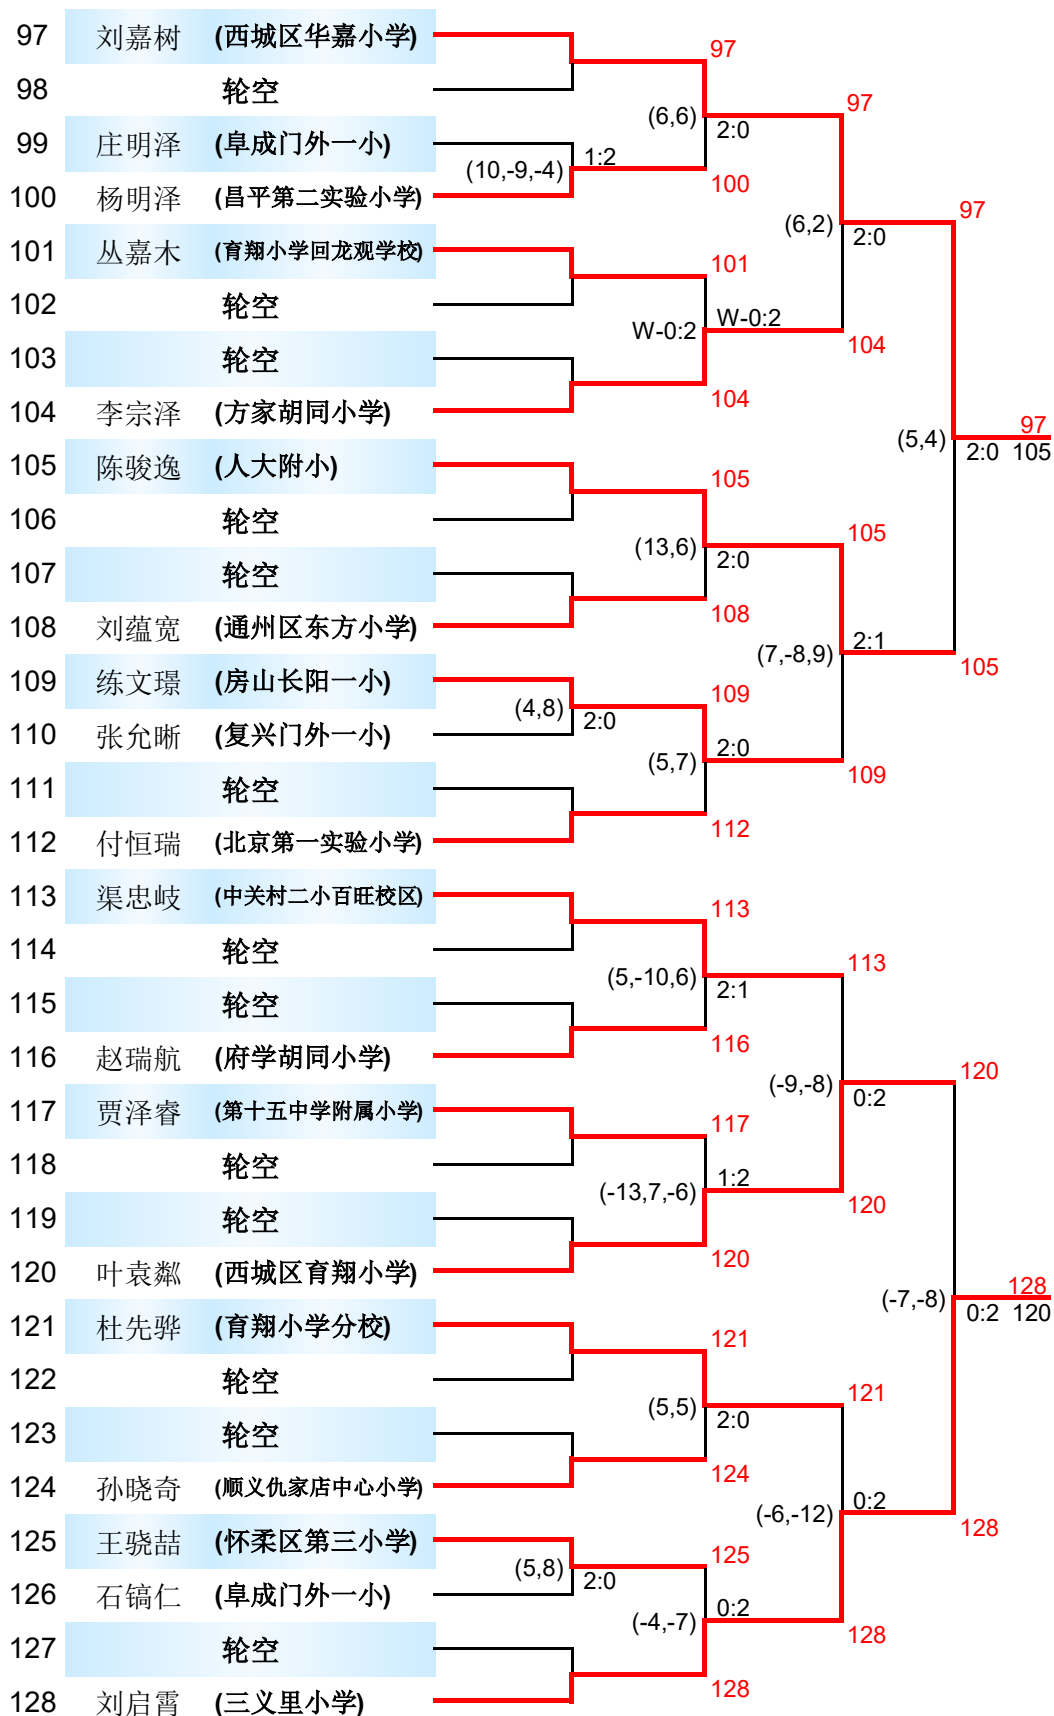 97 刘嘉树 (西城区华嘉小学)
97
98 轮空
97
(6,6) 2:0
99 庄明泽 (阜成门外一小)
(10,-9,-4) 1:2
100
100 杨明泽 (昌平第二实验小学)
97
(6,2) 2:0
101 丛嘉木 (育翔小学回龙观学校)
101
102 轮空
W-0:2 W-0:2
104
103 轮空
104
104 李宗泽 (方家胡同小学)
97
(5,4) 2:0 105
105 陈骏逸 (人大附小)
105
106 轮空
105
(13,6) 2:0
107 轮空
108
108 刘蕴宽 (通州区东方小学)
(7,-8,9) 2:1
105
109 练文璟 (房山长阳一小)
109
(4,8) 2:0
110 张允晰 (复兴门外一小)
(5,7) 2:0
109
111 轮空
112
112 付恒瑞 (北京第一实验小学)
113 渠忠岐 (中关村二小百旺校区)
113
114 轮空
113
(5,-10,6) 2:1
115 轮空
116
116 赵瑞航 (府学胡同小学)
120
(-9,-8) 0:2
117 贾泽睿 (第十五中学附属小学)
117
118 轮空
(-13,7,-6) 1:2
120
119 轮空
120
120 叶袁粼 (西城区育翔小学)
128
(-7,-8) 0:2 120
121 杜先骅 (育翔小学分校)
121
122 轮空
121
(5,5) 2:0
123 轮空
124
124 孙晓奇 (顺义仇家店中心小学)
(-6,-12) 0:2
128
125 王骁喆 (怀柔区第三小学)
125
(5,8) 2:0
126 石镐仁 (阜成门外一小)
(-4,-7) 0:2
128
127 轮空
128
128 刘启霄 (三义里小学)